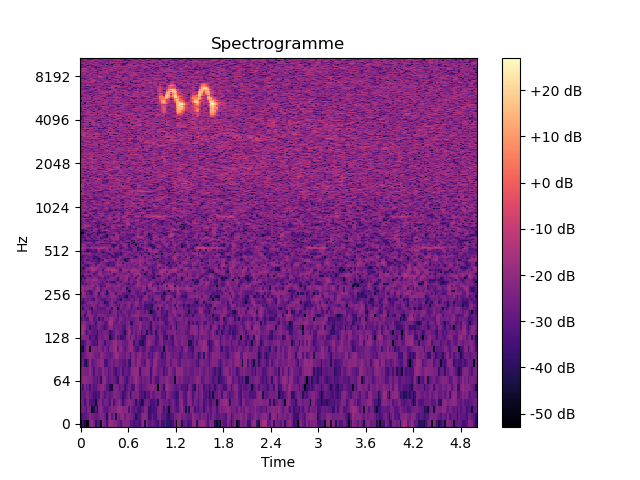 Spectrogramme
Hz
8192
4096
2048
1024
512
256
128
64
0
0 0.6 1.2 1.8 2.4 3 3.6 4.2 4.8
Time
+20 dB
+10 dB
+0 dB
-10 dB
-20 dB
-30 dB
-40 dB
-50 dB